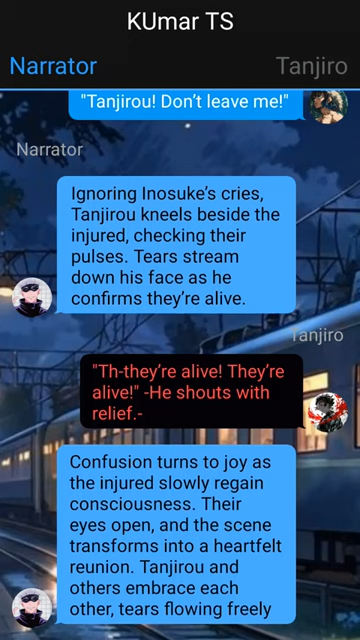 KUmar TS
Narrator
Tanjiro
"Tanjirou! Don’t leave me!"
Narrator
Ignoring Inosuke’s cries,
Tanjirou kneels beside the
injured, checking their
pulses. Tears stream
down his face as he
confirms they’re alive.
Tanjiro
"Th-they’re alive! They’re
alive!" -He shouts with
relief.-
Confusion turns to joy as
the injured slowly regain
consciousness. Their
eyes open, and the scene
transforms into a heartfelt
reunion. Tanjirou and
others embrace each
other, tears flowing freely